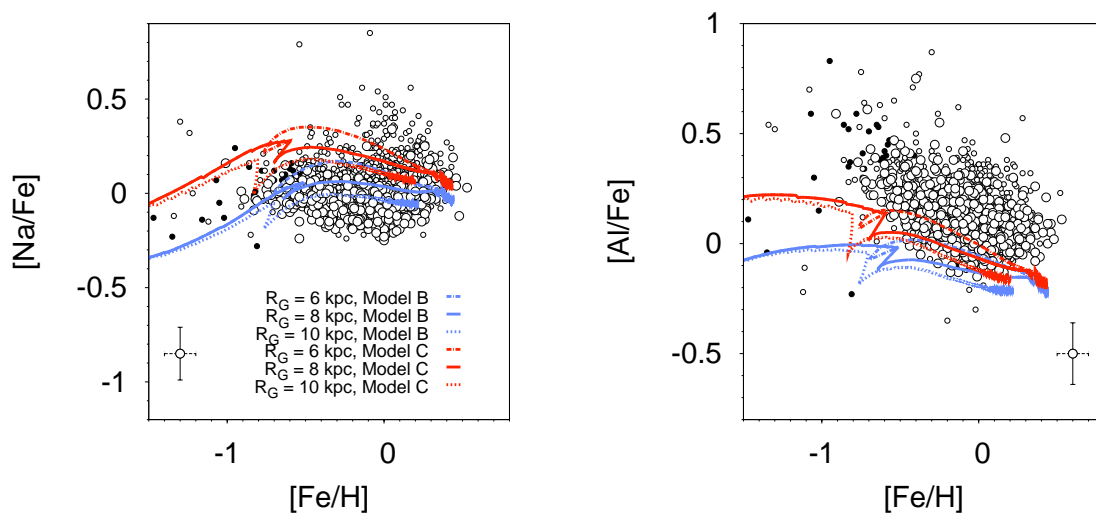 [Na/Fe]
0.5
0
-0.5
-1
R_G = 6 kpc, Model B
R_G = 8 kpc, Model B
R_G = 10 kpc, Model B
R_G = 6 kpc, Model C
R_G = 8 kpc, Model C
R_G = 10 kpc, Model C
-1 0
[Fe/H]
[Al/Fe]
1
0.5
0
-0.5
-1 0
[Fe/H]